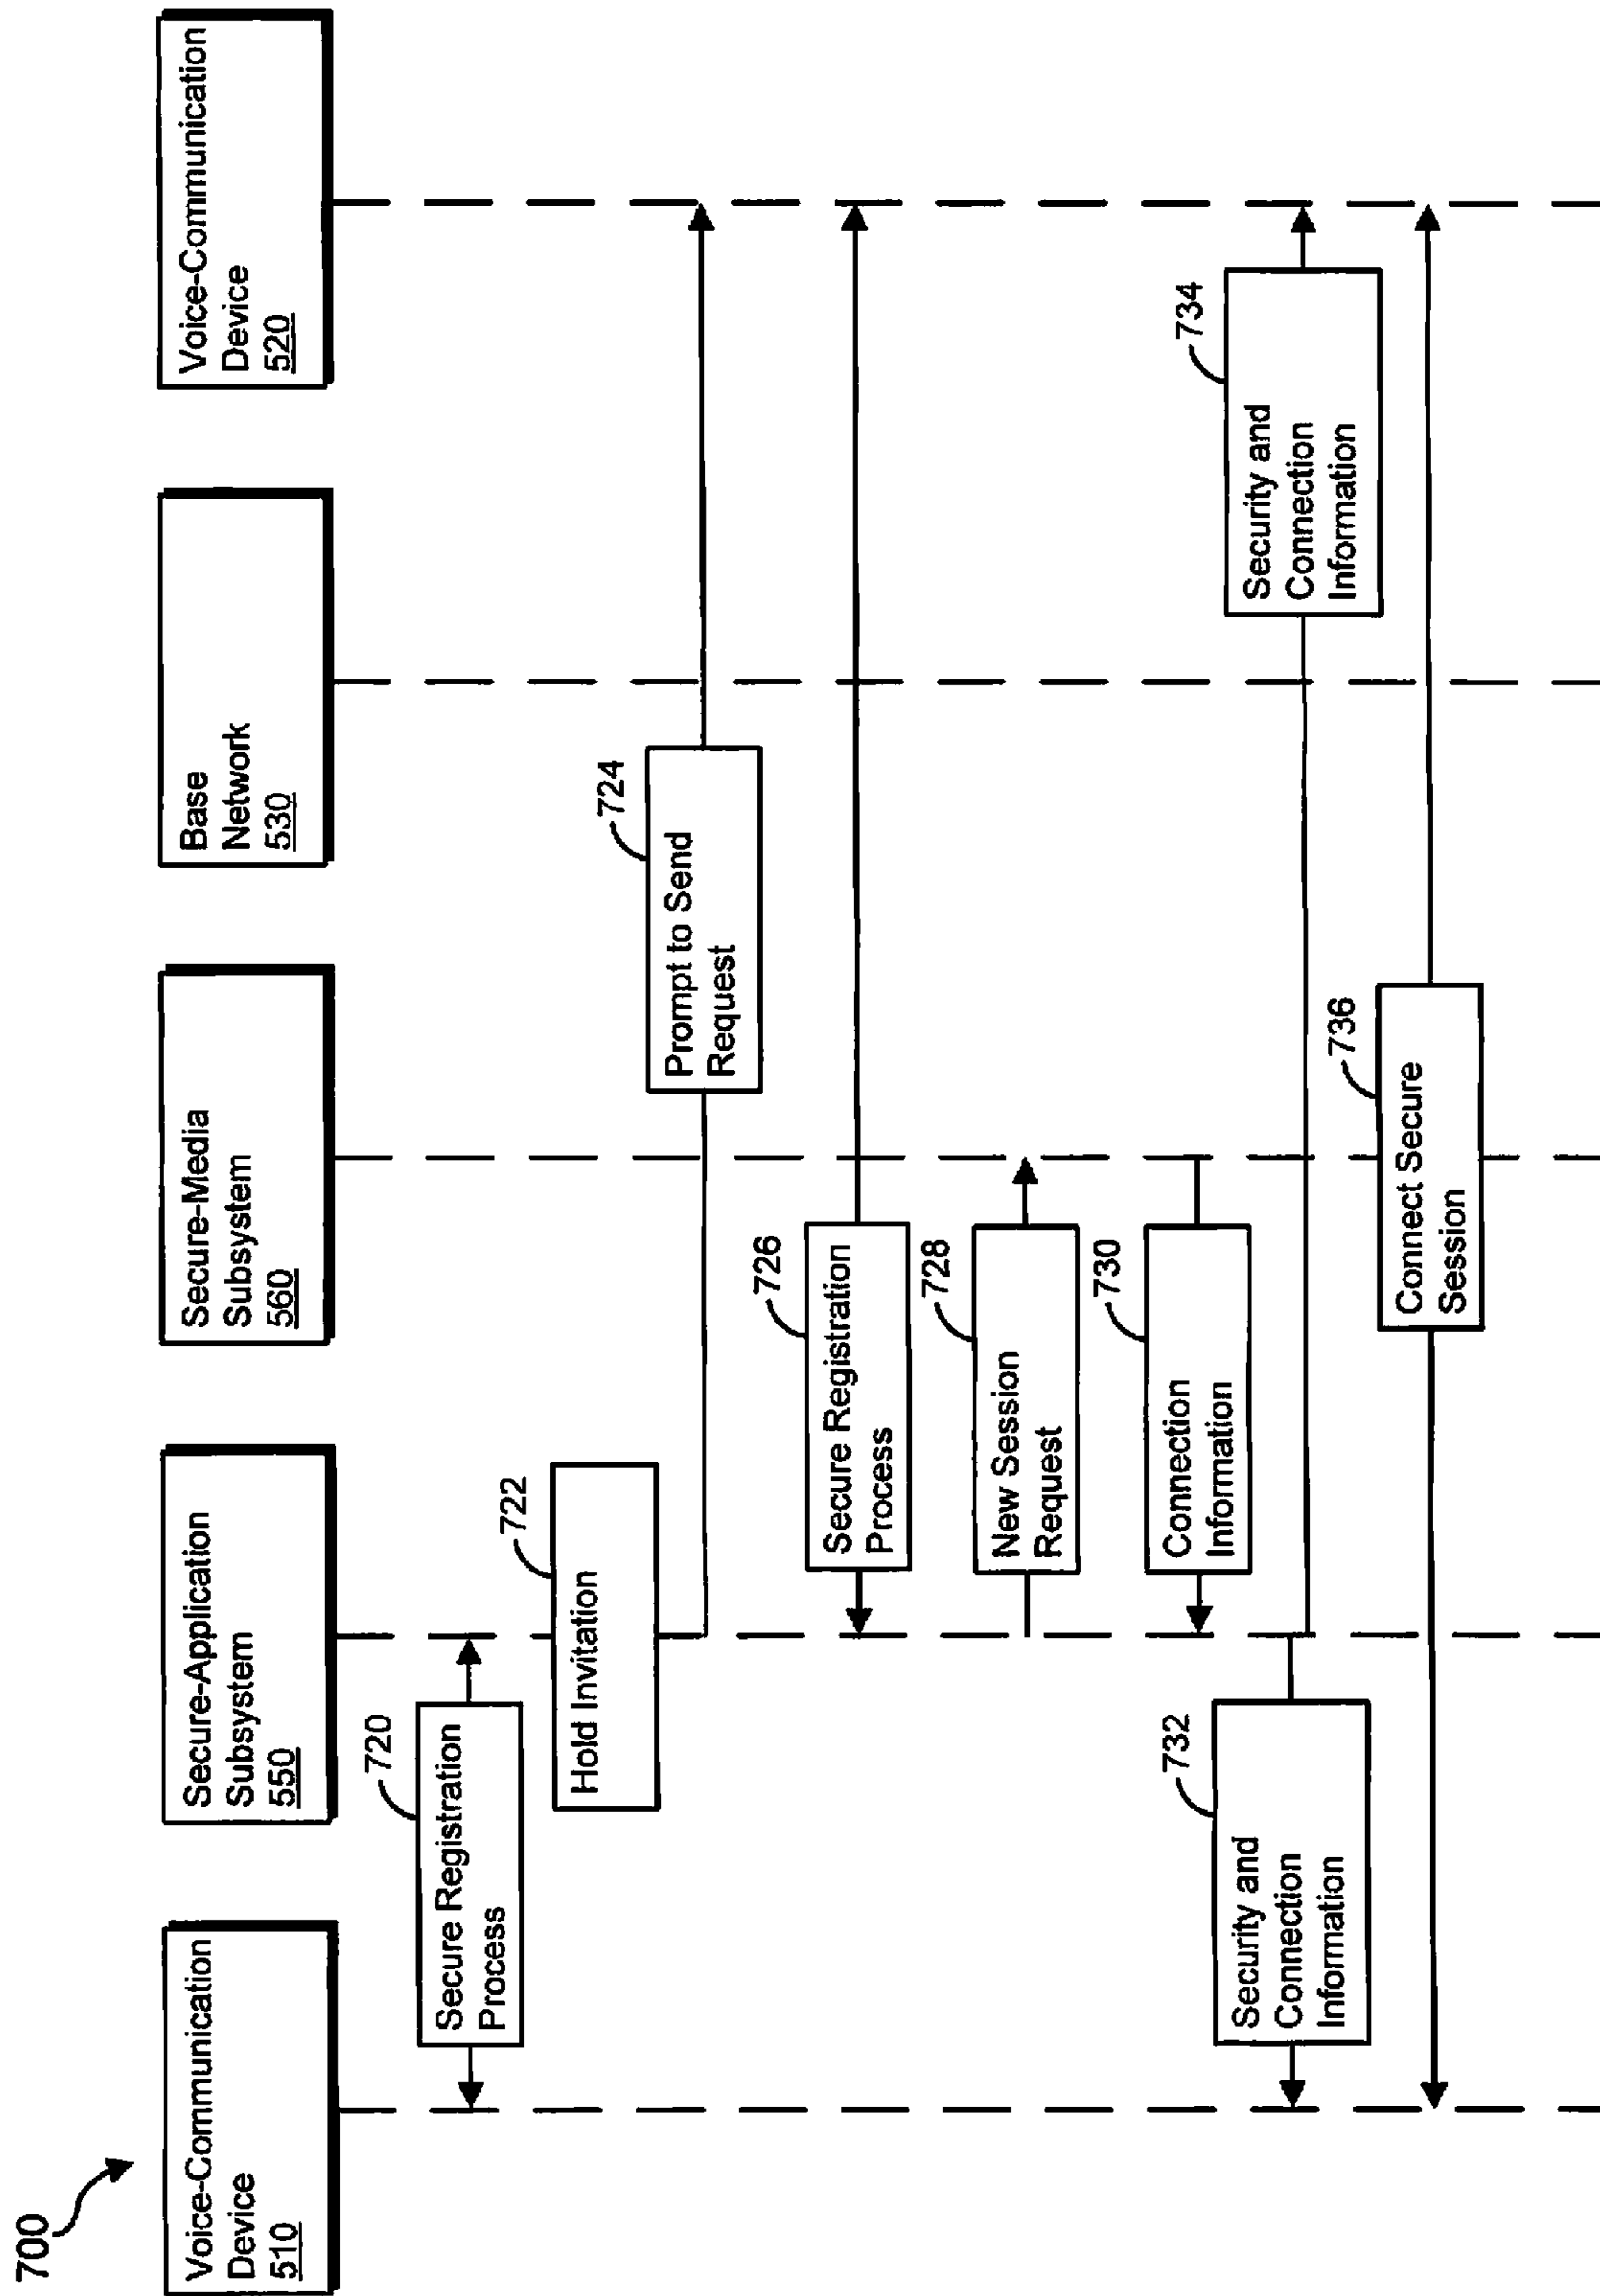 700
Voice-Communication
Device
510
Secure-Application
Subsystem
550
Secure-Media
Subsystem
560
Base
Network
530
Voice-Communication
Device
520
720
Secure Registration
Process
722
Hold Invitation
724
Prompt to Send
Request
726
Secure Registration
Process
728
New Session
Request
730
Connection
Information
732
Security and
Connection
Information
734
Security and
Connection
Information
736
Connect Secure
Session